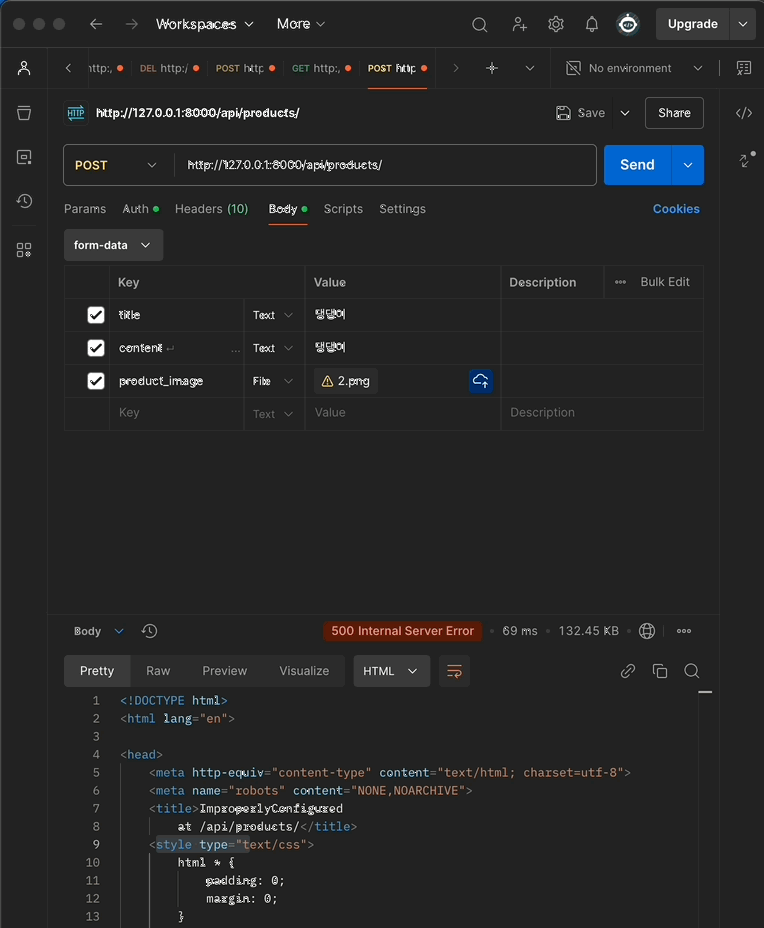 Workspaces More Upgrade
http:, DEL http:/ POST http: GET http:, POST http: No environment
HTTP http://127.0.0.1:8000/api/products/ Save Share
POST http://127.0.0.1:8000/api/products/ Send
Params Auth Headers (10) Body Scripts Settings Cookies
form-data
Key Value Description ... Bulk Edit
title Text 댕댕이
content ↵ ... Text 댕댕이
product_image File 2.png
Key Text Value Description
Body 500 Internal Server Error 69 ms 132.45 KB ...
Pretty Raw Preview Visualize HTML
1 <!DOCTYPE html>
2 <html lang="en">
3
4 <head>
5 <meta http-equiv="content-type" content="text/html; charset=utf-8">
6 <meta name="robots" content="NONE,NOARCHIVE">
7 <title>ImproperlyConfigured
8 at /api/products/</title>
9 <style type="text/css">
10 html * {
11 padding: 0;
12 margin: 0;
13 }